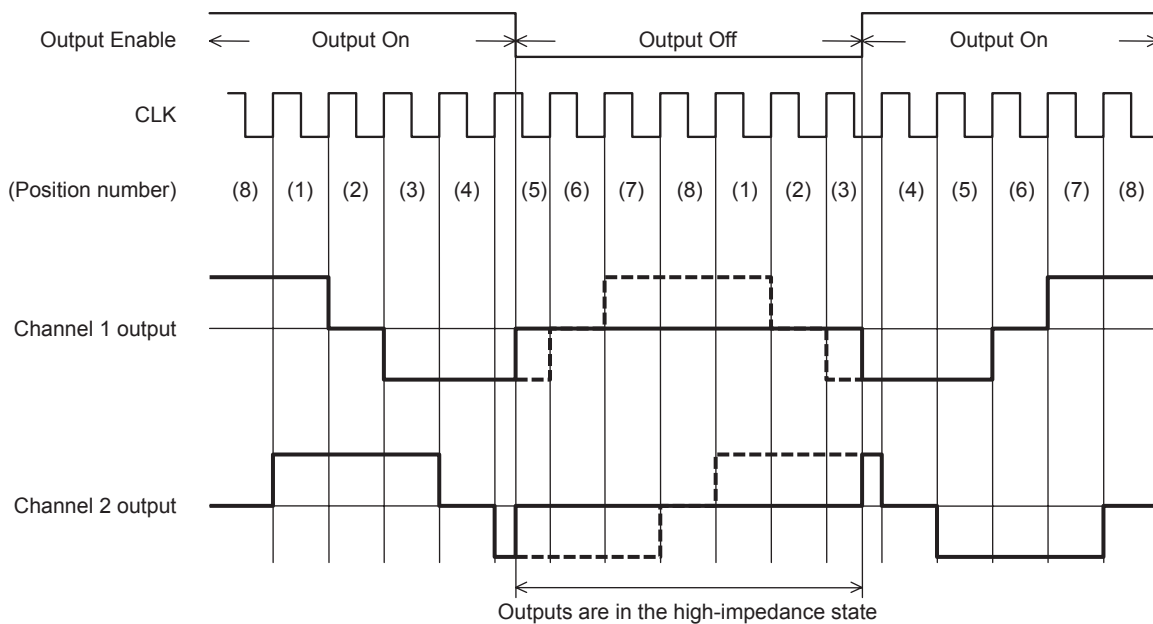 Output Enable Output On Output Off Output On
CLK
(Position number) (8) (1) (2) (3) (4) (5) (6) (7) (8) (1) (2) (3) (4) (5) (6) (7) (8)
Channel 1 output
Channel 2 output
Outputs are in the high-impedance state